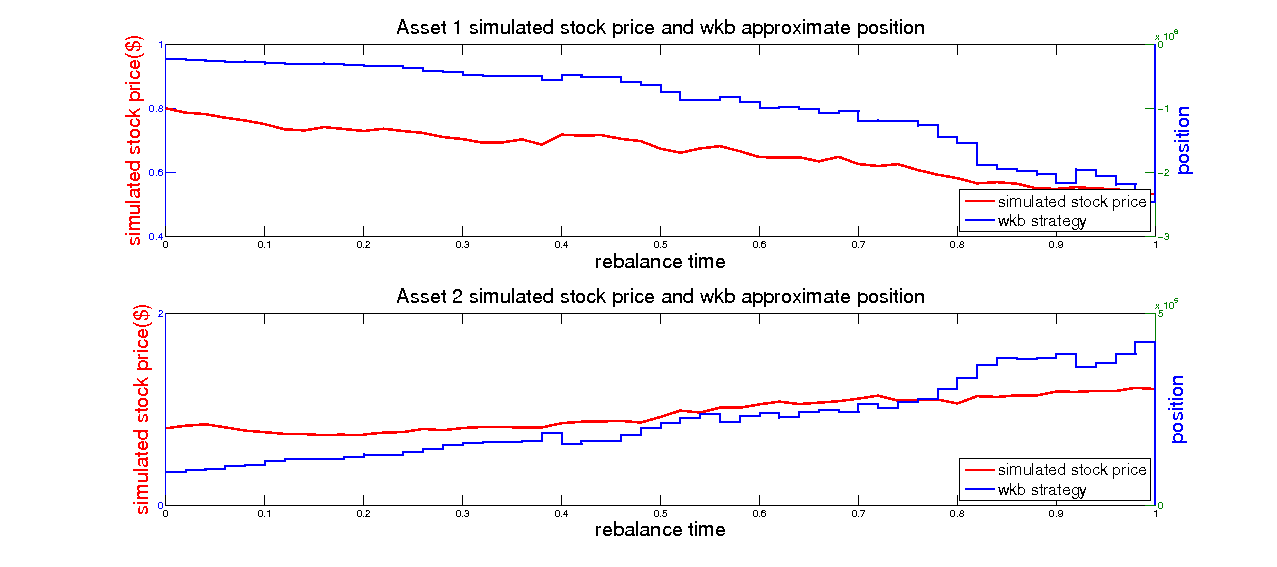 Asset 1 simulated stock price and wkb approximate position
simulated stock price($)
1
0.8
0.6
0.4
0
0.1
0.2
0.3
0.4
0.5
0.6
0.7
0.8
0.9
1
rebalance time
0
-1
-2
-3
position
simulated stock price
wkb strategy
Asset 2 simulated stock price and wkb approximate position
simulated stock price($)
2
0
0
0.1
0.2
0.3
0.4
0.5
0.6
0.7
0.8
0.9
1
rebalance time
5
0
position
simulated stock price
wkb strategy